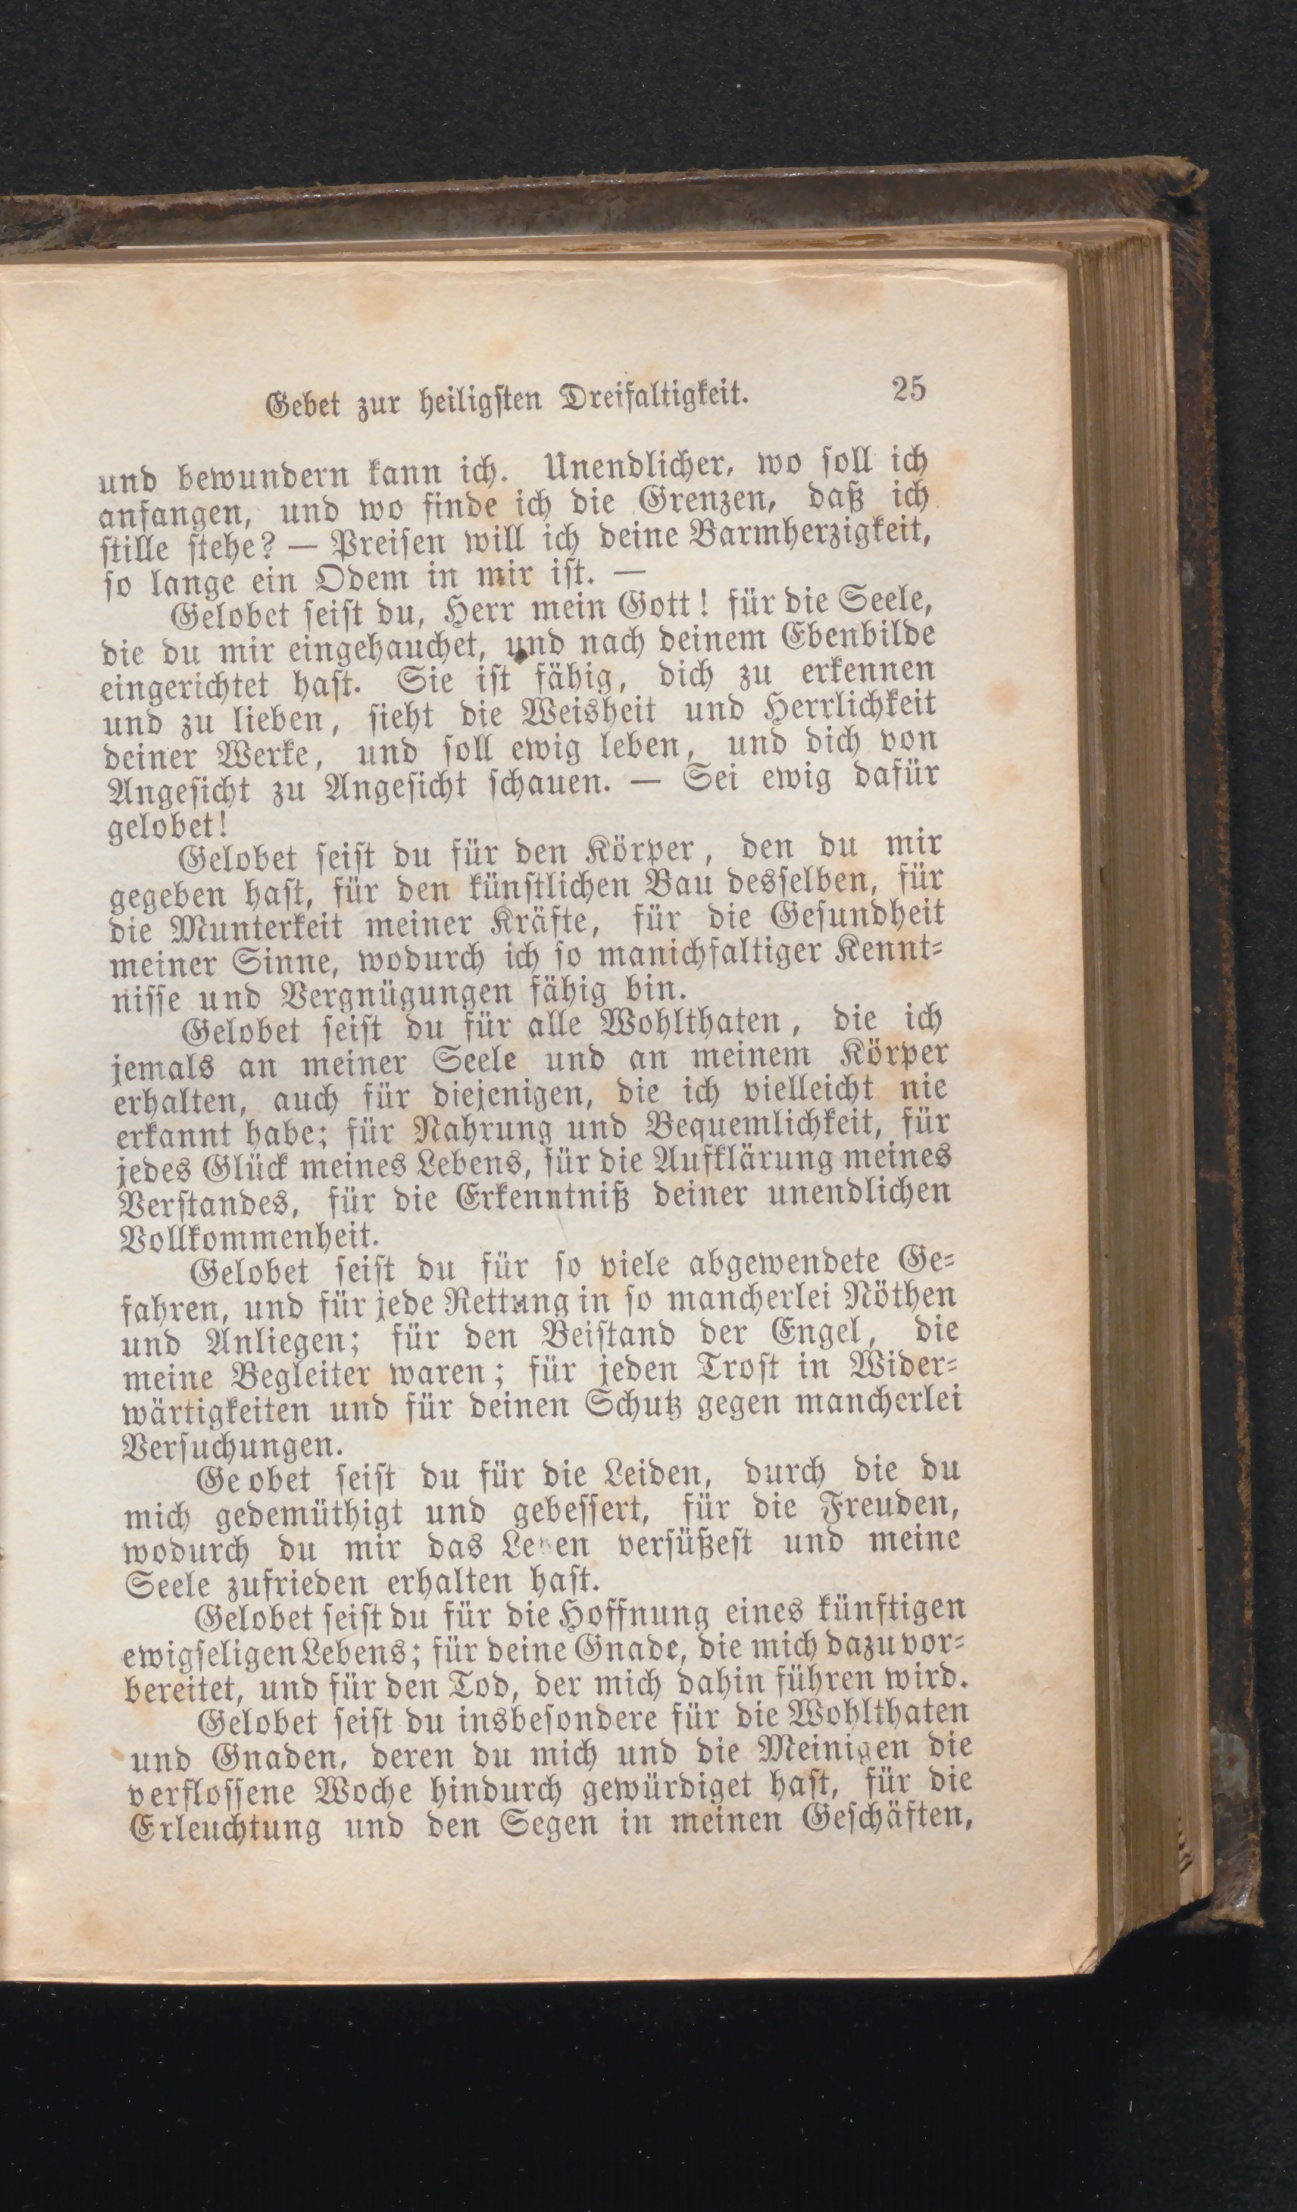 Gebet zur heiligsten Dreifaltigkeit. 25
und bewundern kann ich. Unendlicher, wo soll ich
anfangen, und wo finde ich die Grenzen, daß ich
stille stehe? — Preisen will ich deine Barmherzigkeit,
so lange ein Odem in mir ist. —
Gelobet seist du, Herr mein Gott! für die Seele,
die du mir eingehauchet, und nach deinem Ebenbilde
eingerichtet hast. Sie ist fähig, dich zu erkennen
und zu lieben, sieht die Weisheit und Herrlichkeit
deiner Werke, und soll ewig leben, und dich von
Angesicht zu Angesicht schauen. — Sei ewig dafür
gelobet!
Gelobet seist du für den Körper, den du mir
gegeben hast, für den künstlichen Bau desselben, für
die Munterkeit meiner Kräfte, für die Gesundheit
meiner Sinne, wodurch ich so manichfaltiger Kennt-
nisse und Vergnügungen fähig bin.
Gelobet seist du für alle Wohlthaten, die ich
jemals an meiner Seele und an meinem Körper
erhalten, auch für diejenigen, die ich vielleicht nie
erkannt habe; für Nahrung und Bequemlichkeit, für
jedes Glück meines Lebens, für die Aufklärung meines
Verstandes, für die Erkenntniß deiner unendlichen
Vollkommenheit.
Gelobet seist du für so viele abgewendete Ge-
fahren, und für jede Rettung in so mancherlei Nöthen
und Anliegen; für den Beistand der Engel, die
meine Begleiter waren; für jeden Trost in Wider-
wärtigkeiten und für deinen Schutz gegen mancherlei
Versuchungen.
Ge obet seist du für die Leiden, durch die du
mich gedemüthigt und gebessert, für die Freuden,
wodurch du mir das Leben versüßest und meine
Seele zufrieden erhalten hast.
Gelobet seist du für die Hoffnung eines künftigen
ewigseligen Lebens; für deine Gnade, die mich dazu vor-
bereitet, und für den Tod, der mich dahin führen wird.
Gelobet seist du insbesondere für die Wohlthaten
und Gnaden, deren du mich und die Meinigen die
verflossene Woche hindurch gewürdiget hast, für die
Erleuchtung und den Segen in meinen Geschäften,